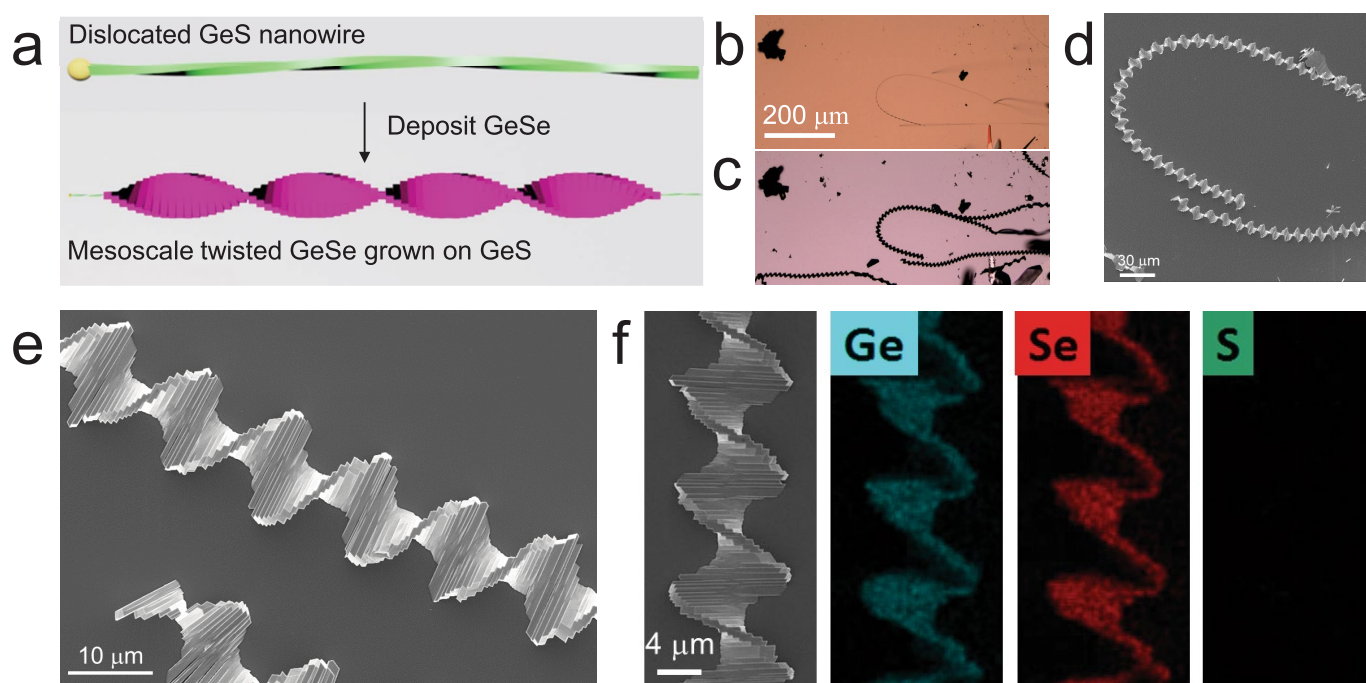 a
Dislocated GeS nanowire
Deposit GeSe
Mesoscale twisted GeSe grown on GeS
b
200 μm
c
d
30 μm
e
10 μm
f
Ge
Se
S
4 μm